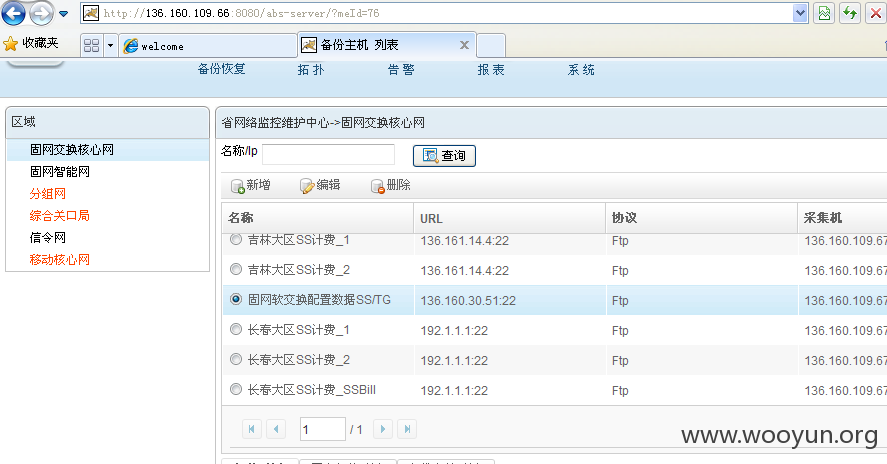 http://136.160.109.66:8080/abs-server/?meId=76
收藏夹
welcome
备份主机 列表
备份恢复 拓 扑 告 警 报 表 系 统
区域
固网交换核心网
固网智能网
分组网
综合关口局
信令网
移动核心网
省网络监控维护中心->固网交换核心网
名称/Ip 查询
新增 编辑 删除
名称 URL 协议 采集机
吉林大区SS计费_1 136.161.14.4:22 Ftp 136.160.109.67
吉林大区SS计费_2 136.161.14.4:22 Ftp 136.160.109.67
固网软交换配置数据SS/TG 136.160.30.51:22 Ftp 136.160.109.67
长春大区SS计费_1 192.1.1.1:22 Ftp 136.160.109.67
长春大区SS计费_2 192.1.1.1:22 Ftp 136.160.109.67
长春大区SS计费_SSBill 192.1.1.1:22 Ftp 136.160.109.67
1 / 1
www.wooyun.org